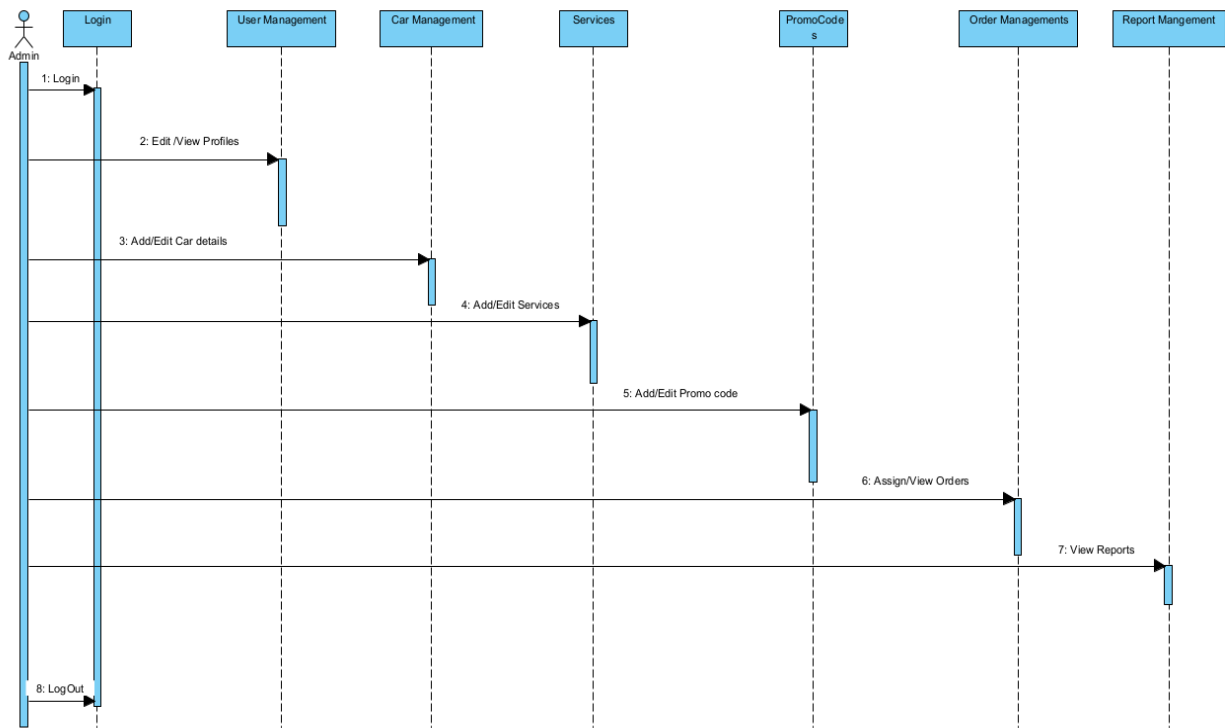 Login
User Management
Car Management
Services
PromoCode
s
Order Managements
Report Mangement
Admin
1: Login
2: Edit /View Profiles
3: Add/Edit Car details
4: Add/Edit Services
5: Add/Edit Promo code
6: Assign/View Orders
7: View Reports
8: LogOut